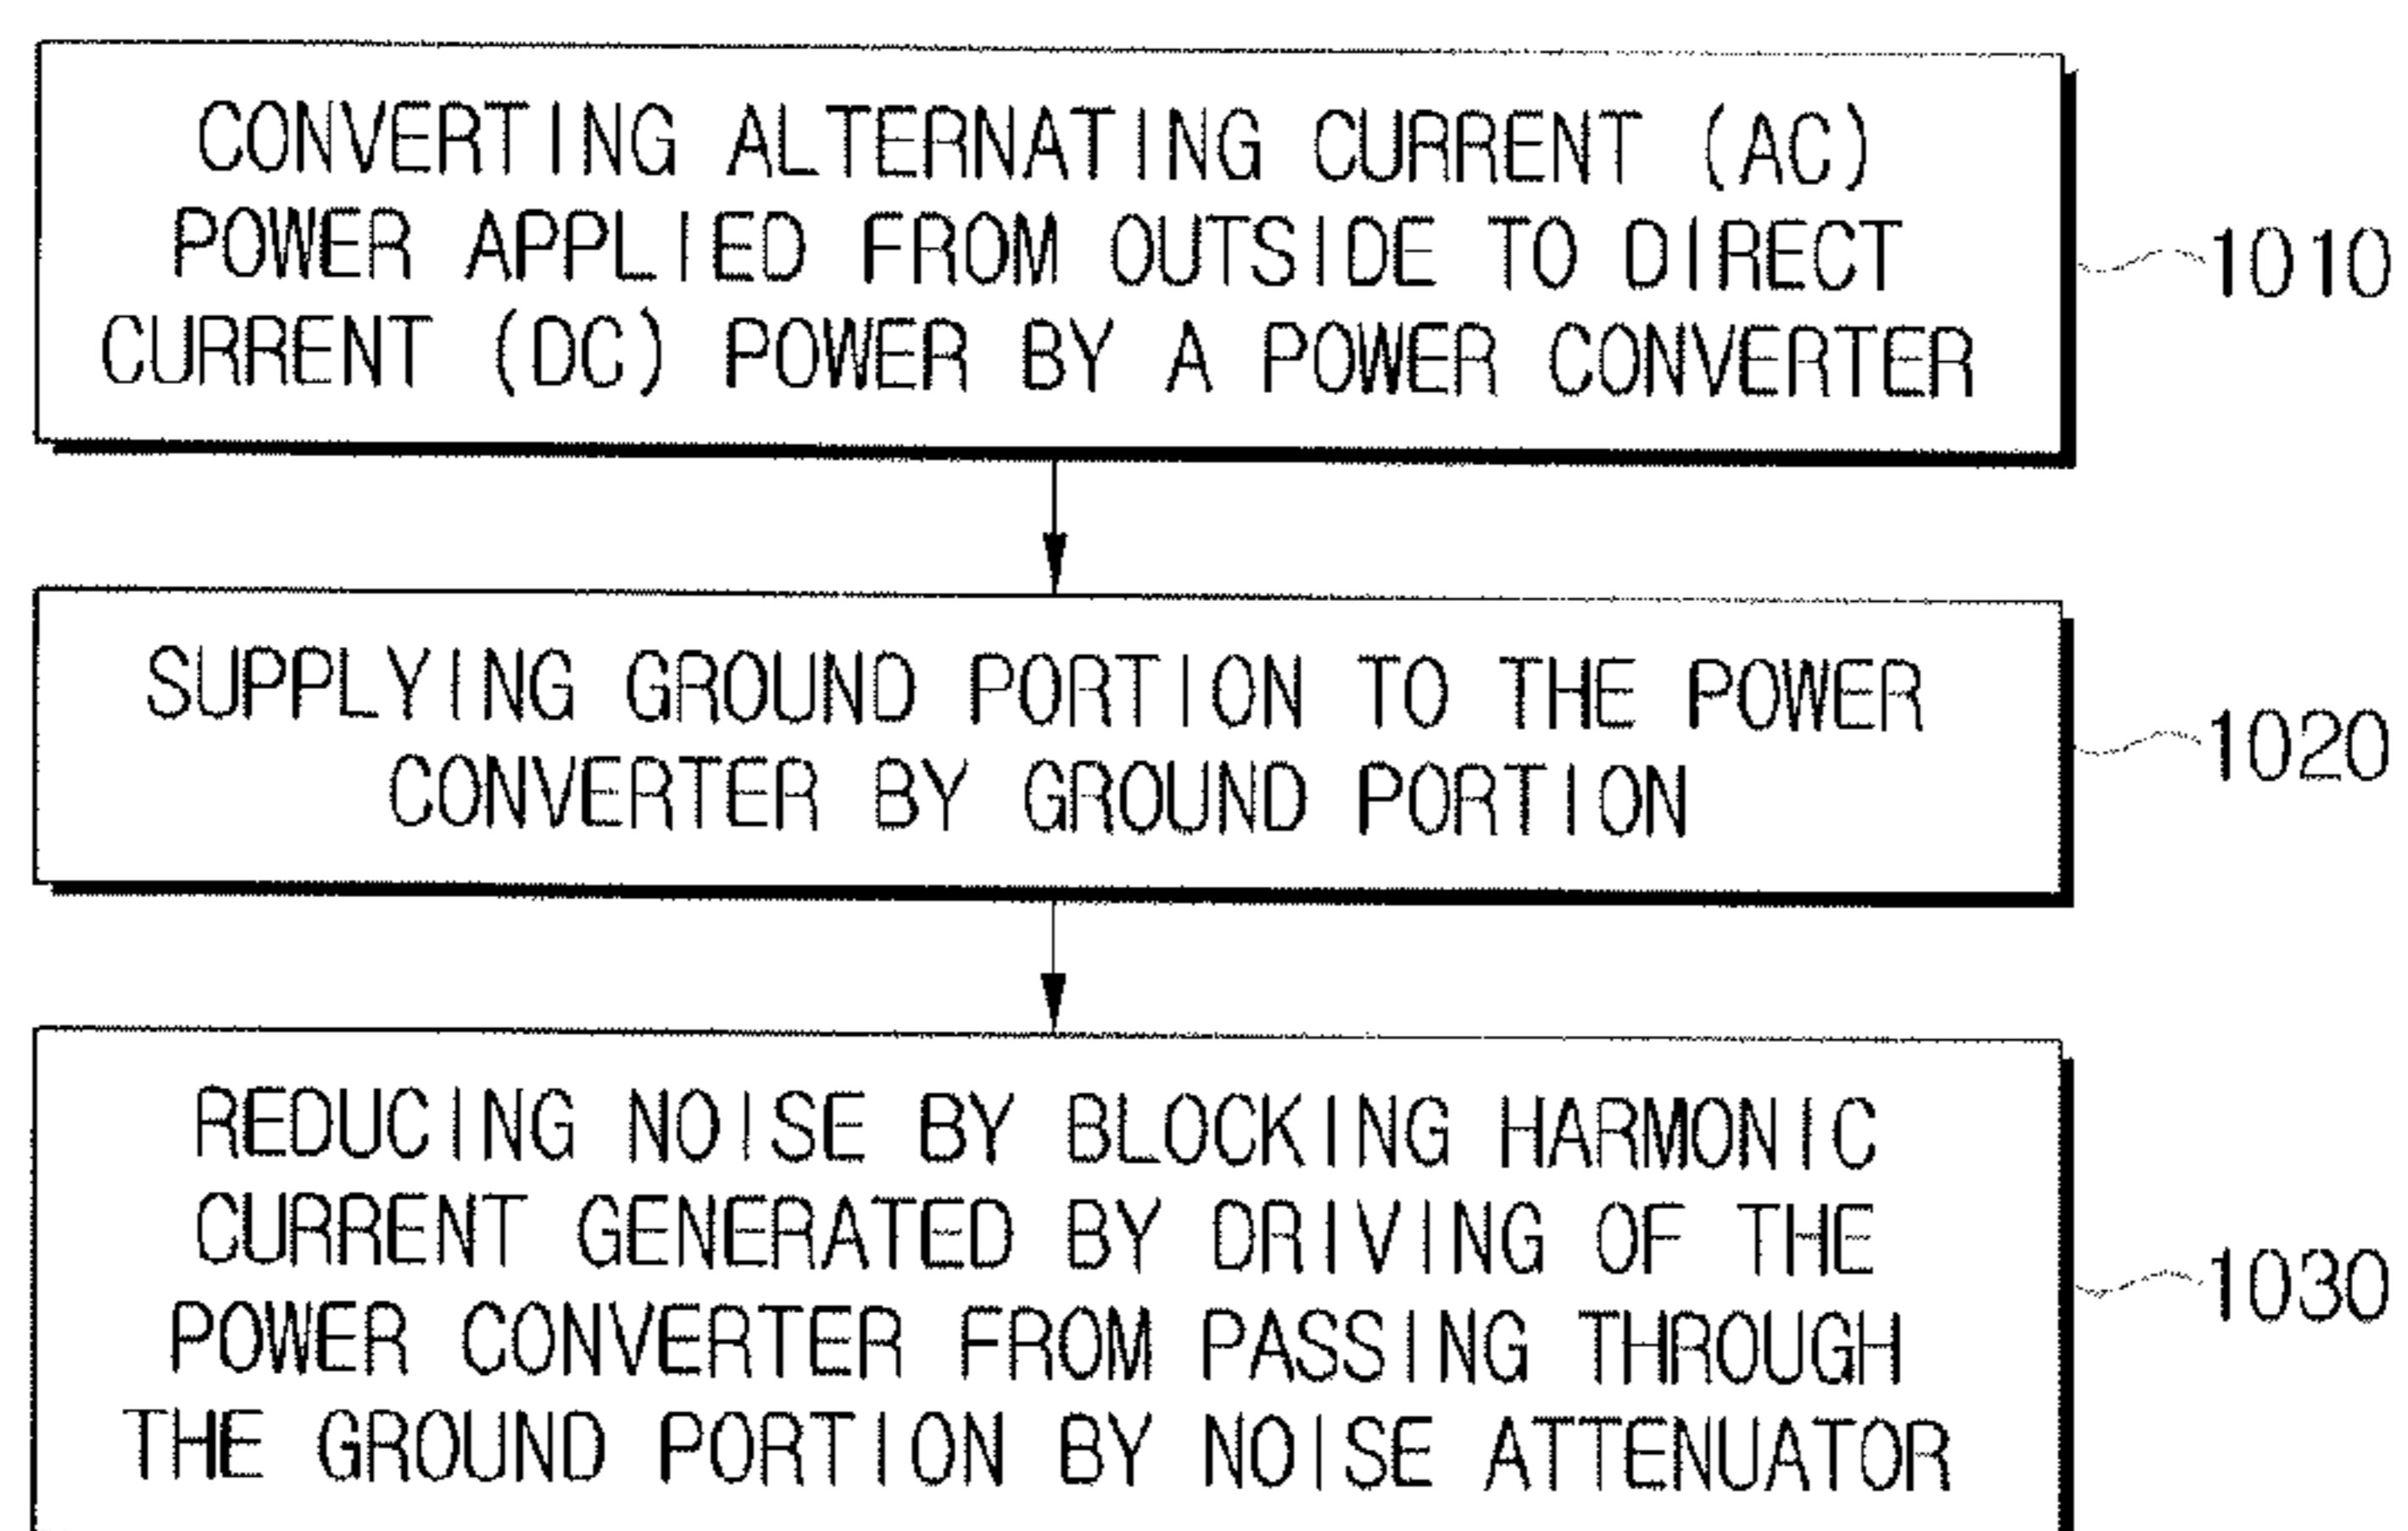 CONVERTING ALTERNATING CURRENT (AC)
POWER APPLIED FROM OUTSIDE TO DIRECT
CURRENT (DC) POWER BY A POWER CONVERTER
1010
SUPPLYING GROUND PORTION TO THE POWER
CONVERTER BY GROUND PORTION
1020
REDUCING NOISE BY BLOCKING HARMONIC
CURRENT GENERATED BY DRIVING OF THE
POWER CONVERTER FROM PASSING THROUGH
THE GROUND PORTION BY NOISE ATTENUATOR
1030